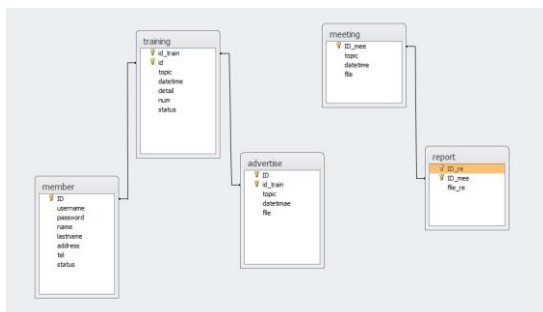 training
id_train
id
topic
datetime
detail
num
status
meeting
ID_mee
topic
datetime
file
member
ID
username
password
name
lastname
address
tel
status
advertise
ID
id_train
topic
datetimae
file
report
ID_re
ID_mee
file_re